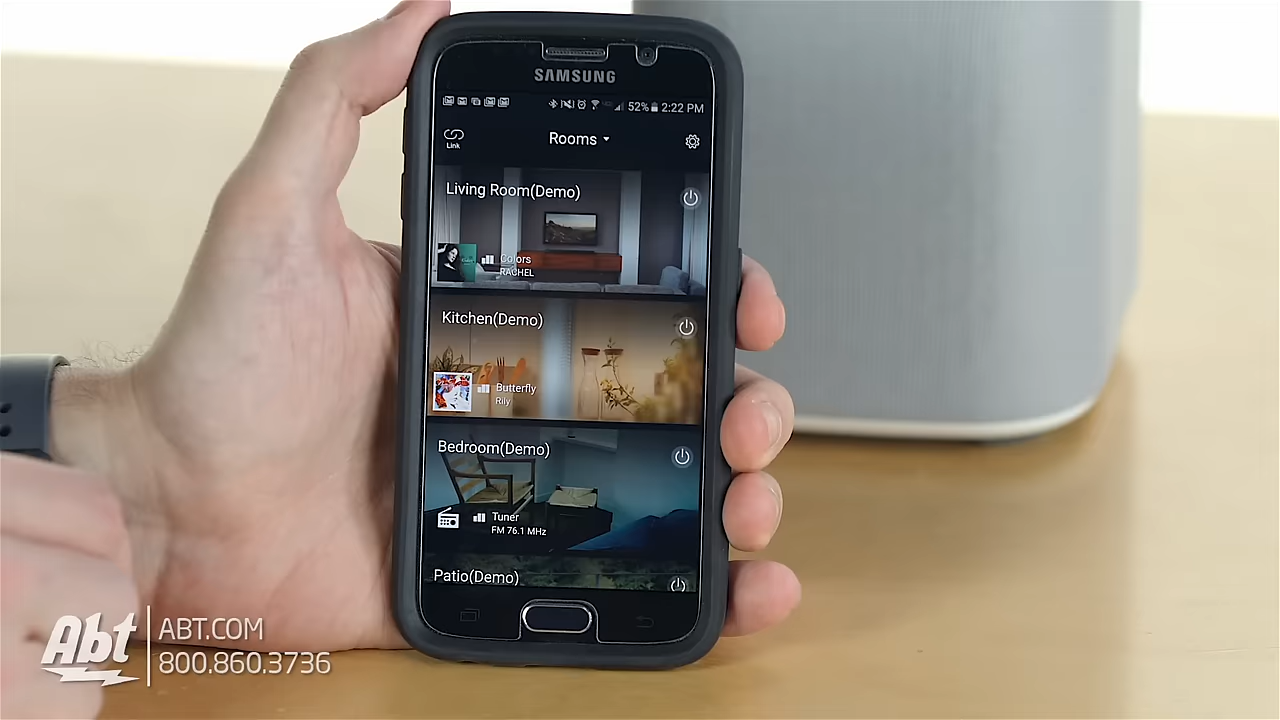 SAMSUNG
52% 2:22 PM
Link
Rooms
Living Room(Demo)
Colors
RACHEL
Kitchen(Demo)
Butterfly
Rily
Bedroom(Demo)
Tuner
FM 76.1 MHz
Patio(Demo)
Abt
ABT.COM
800.860.3736